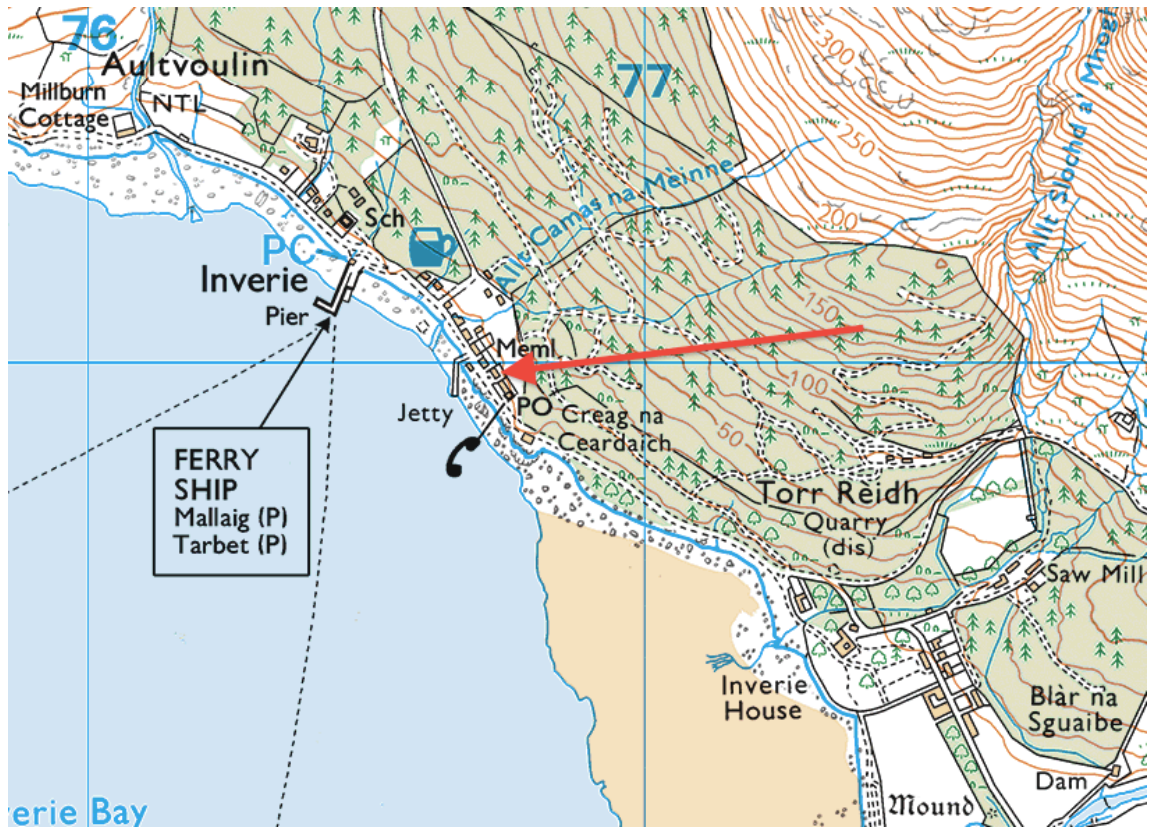 76
Aultvoulin
77
Millburn
Cottage
NTL
300
250
200
Allt Slochd a' Mhogh
Allt Camas na Mèinne
Sch
PC
Inverie
Pier
150
Meml
100
Jetty
PO
Creag na
Ceardaich
50
FERRY
SHIP
Mallaig (P)
Tarbet (P)
Torr Reidh
Quarry
(dis)
Saw Mill
Inverie
House
Blàr na
Sguaibe
Dam
Mound
verie Bay